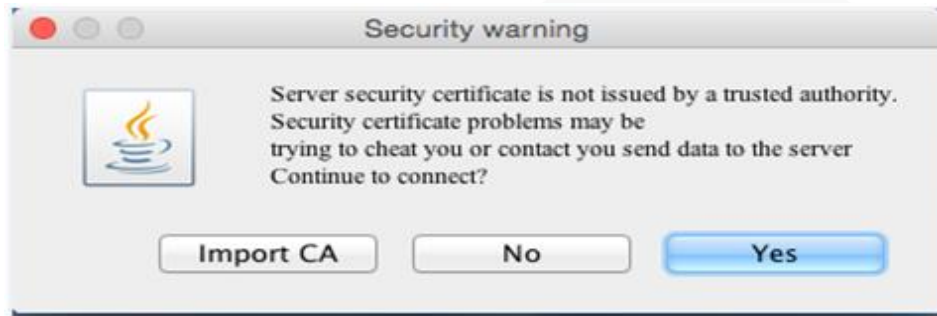 Security warning
Server security certificate is not issued by a trusted authority.
Security certificate problems may be
trying to cheat you or contact you send data to the server
Continue to connect?
Import CA No Yes